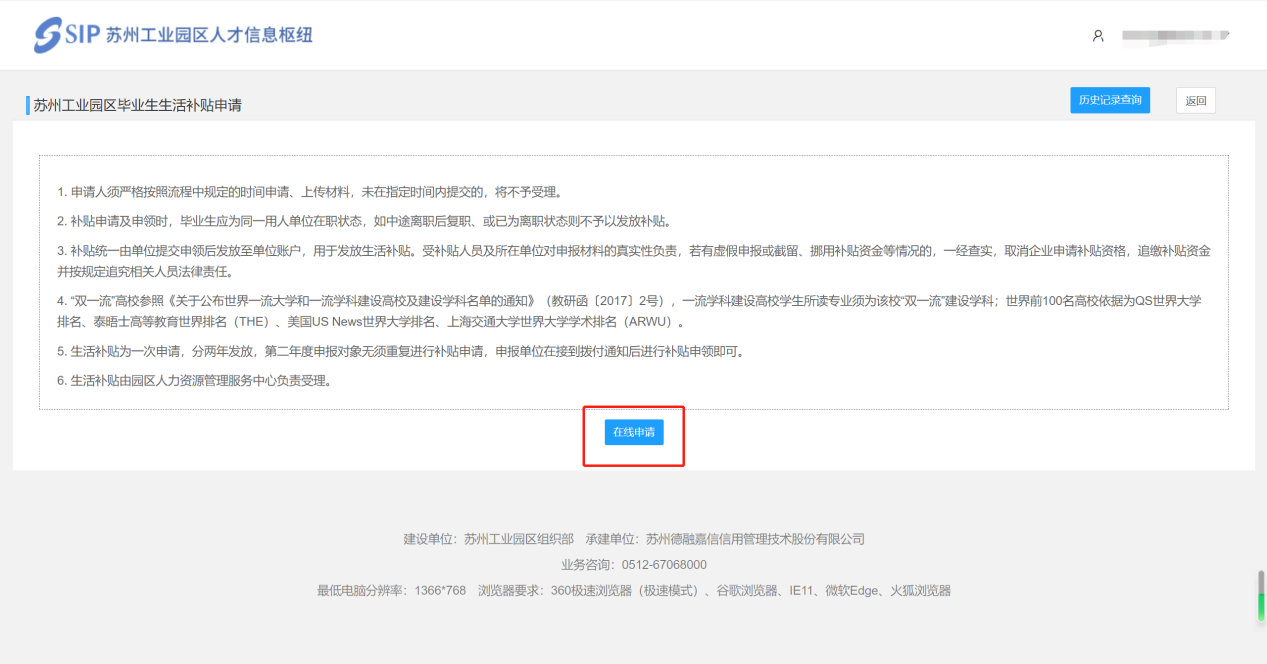 SIP 苏州工业园区人才信息枢纽
苏州工业园区毕业生生活补贴申请
历史记录查询
返回
1. 申请人须严格按照流程中规定的时间申请、上传材料，未在指定时间内提交的，将不予受理。
2. 补贴申请及申领时，毕业生应为同一用人单位在职状态，如中途离职后复职、或已为离职状态则不予以发放补贴。
3. 补贴统一由单位提交申领后发放至单位账户，用于发放生活补贴。受补贴人员及所在单位对申报材料的真实性负责，若有虚假申报或截留、挪用补贴资金等情况的，一经查实，取消企业申请补贴资格，追缴补贴资金
并按规定追究相关人员法律责任。
4. “双一流”高校参照《关于公布世界一流大学和一流学科建设高校及建设学科名单的通知》（教研函〔2017〕2号），一流学科建设高校学生所读专业须为该校“双一流”建设学科；世界前100名高校依据为QS世界大学
排名、泰晤士高等教育世界排名（THE）、美国US News世界大学排名、上海交通大学世界大学学术排名（ARWU）。
5. 生活补贴为一次申请，分两年发放，第二年度申报对象无须重复进行补贴申请，申报单位在接到拨付通知后进行补贴申领即可。
6. 生活补贴由园区人力资源管理服务中心负责受理。
在线申请
建设单位：苏州工业园区组织部 承建单位：苏州德融嘉信信用管理技术股份有限公司
业务咨询：0512-67068000
最低电脑分辨率：1366*768 浏览器要求：360极速浏览器（极速模式）、谷歌浏览器、IE11、微软Edge、火狐浏览器